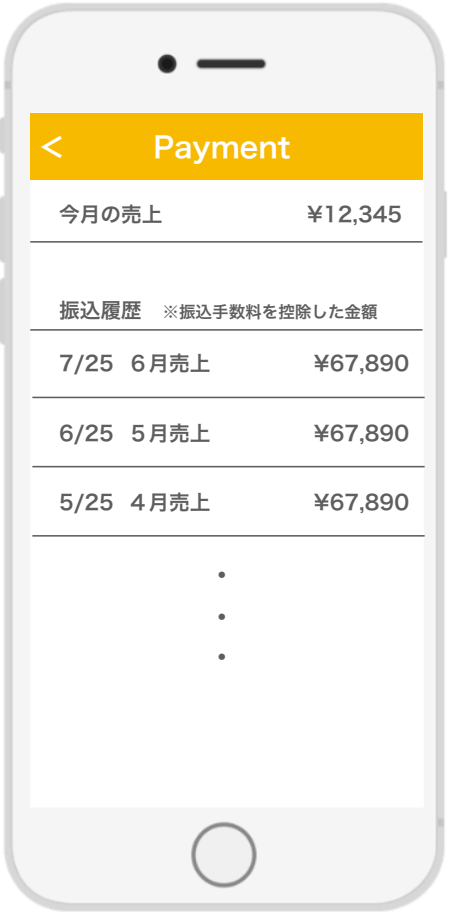 < Payment
今月の売上 ¥12,345
振込履歴 ※振込手数料を控除した金額
7/25 ６月売上 ¥67,890
6/25 ５月売上 ¥67,890
5/25 ４月売上 ¥67,890
・
・
・